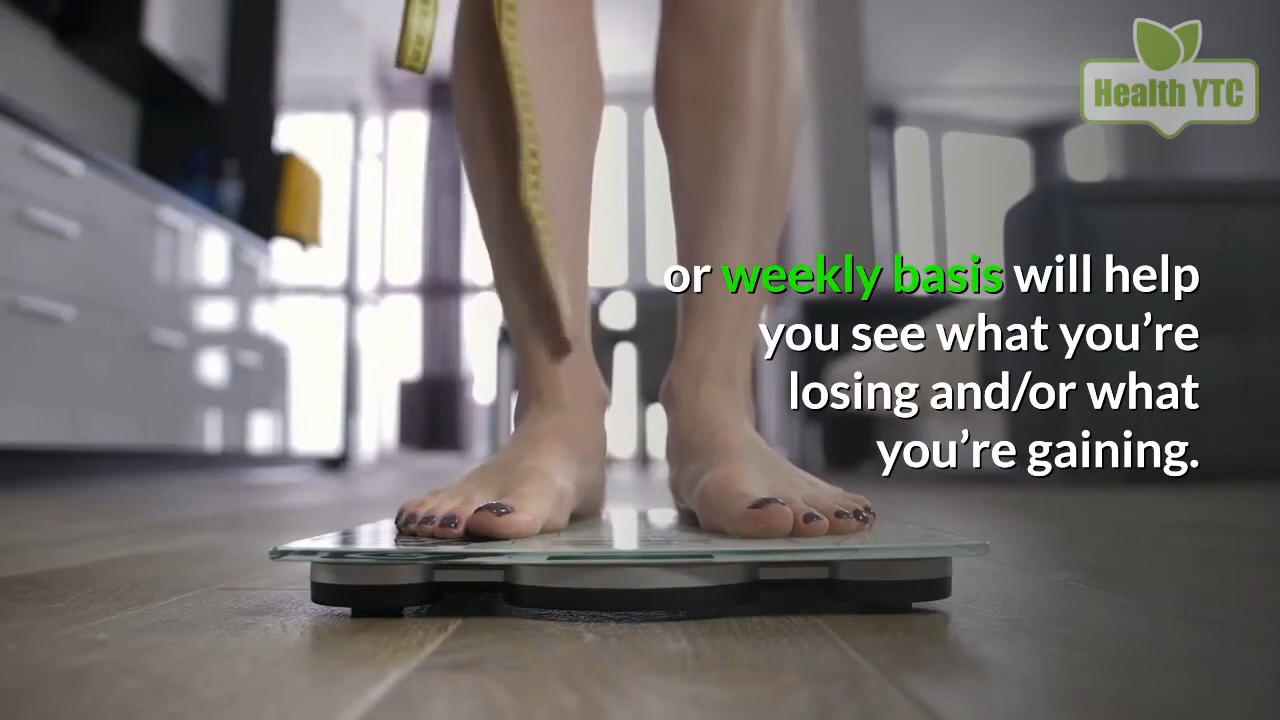 Health YTC
or weekly basis will help
you see what you’re
losing and/or what
you’re gaining.